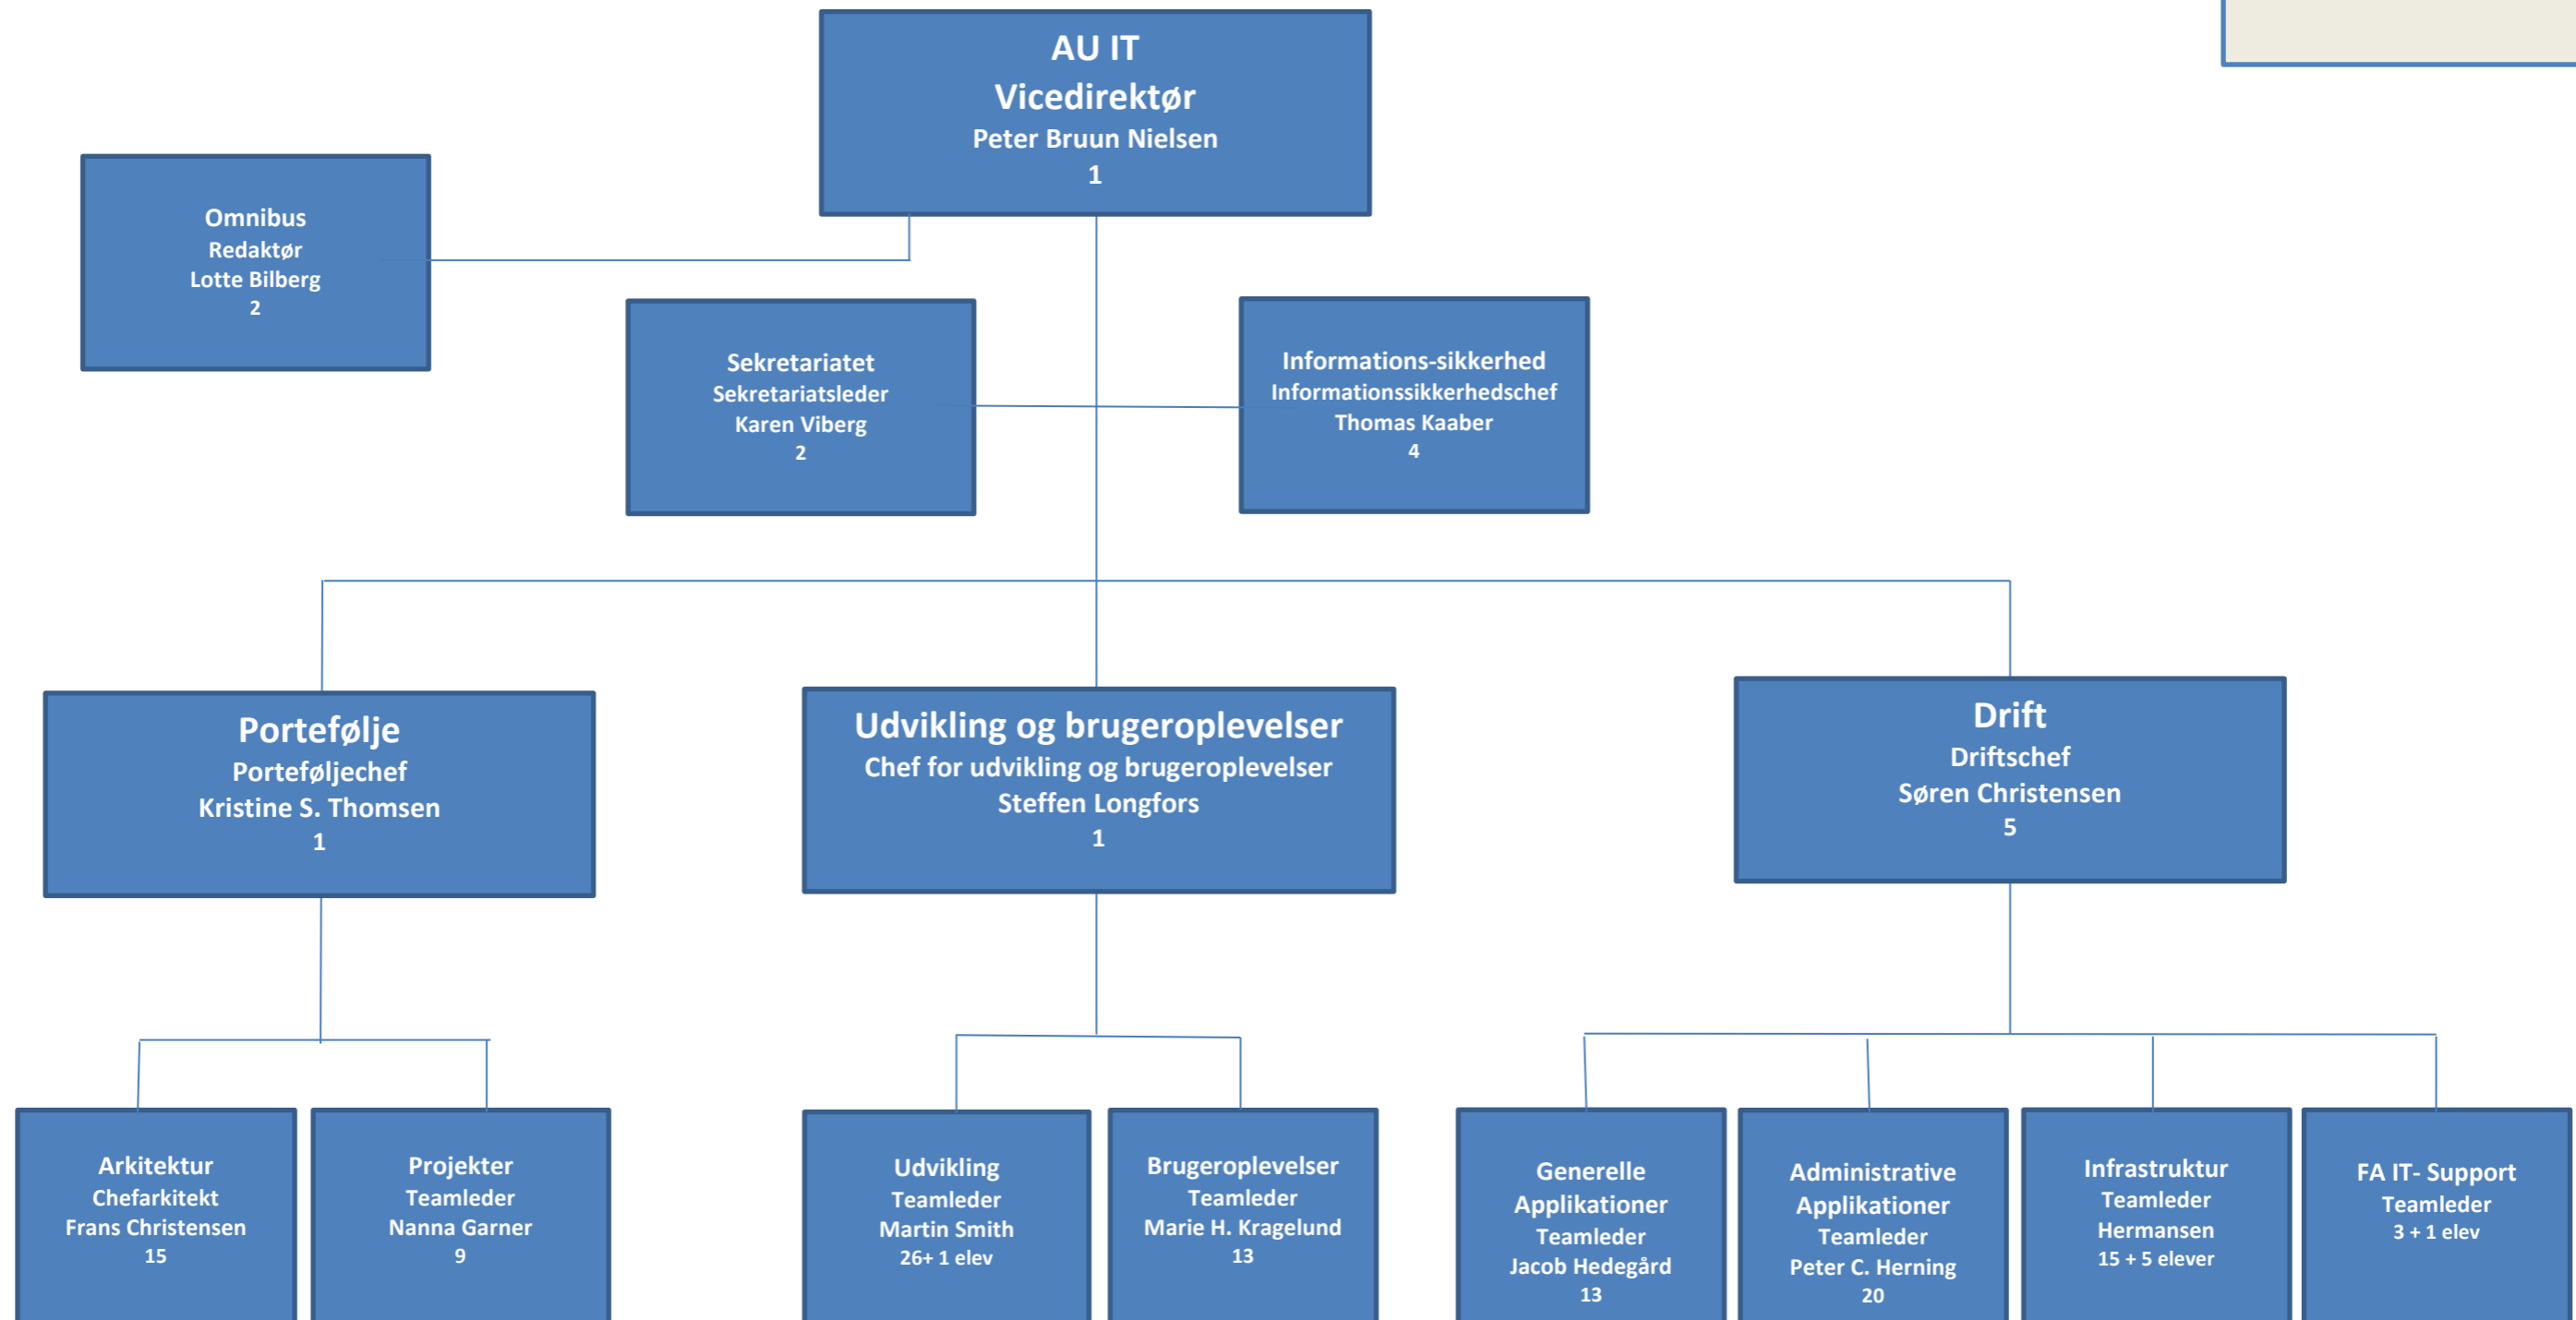 AU IT
Vicedirektør
Peter Bruun Nielsen
1
Omnibus
Redaktør
Lotte Bilberg
2
Sekretariatet
Sekretariatsleder
Karen Viberg
2
Informations-sikkerhed
Informationssikkerhedschef
Thomas Kaaber
4
Portefølje
Porteføljechef
Kristine S. Thomsen
1
Udvikling og brugeroplevelser
Chef for udvikling og brugeroplevelser
Steffen Longfors
1
Drift
Driftschef
Søren Christensen
5
Arkitektur
Chefarkitekt
Frans Christensen
15
Projekter
Teamleder
Nanna Garner
9
Udvikling
Teamleder
Martin Smith
26+ 1 elev
Brugeroplevelser
Teamleder
Marie H. Kragelund
13
Generelle
Applikationer
Teamleder
Jacob Hedegård
13
Administrative
Applikationer
Teamleder
Peter C. Herning
20
Infrastruktur
Teamleder
Hermansen
15 + 5 elever
FA IT- Support
Teamleder
3 + 1 elev